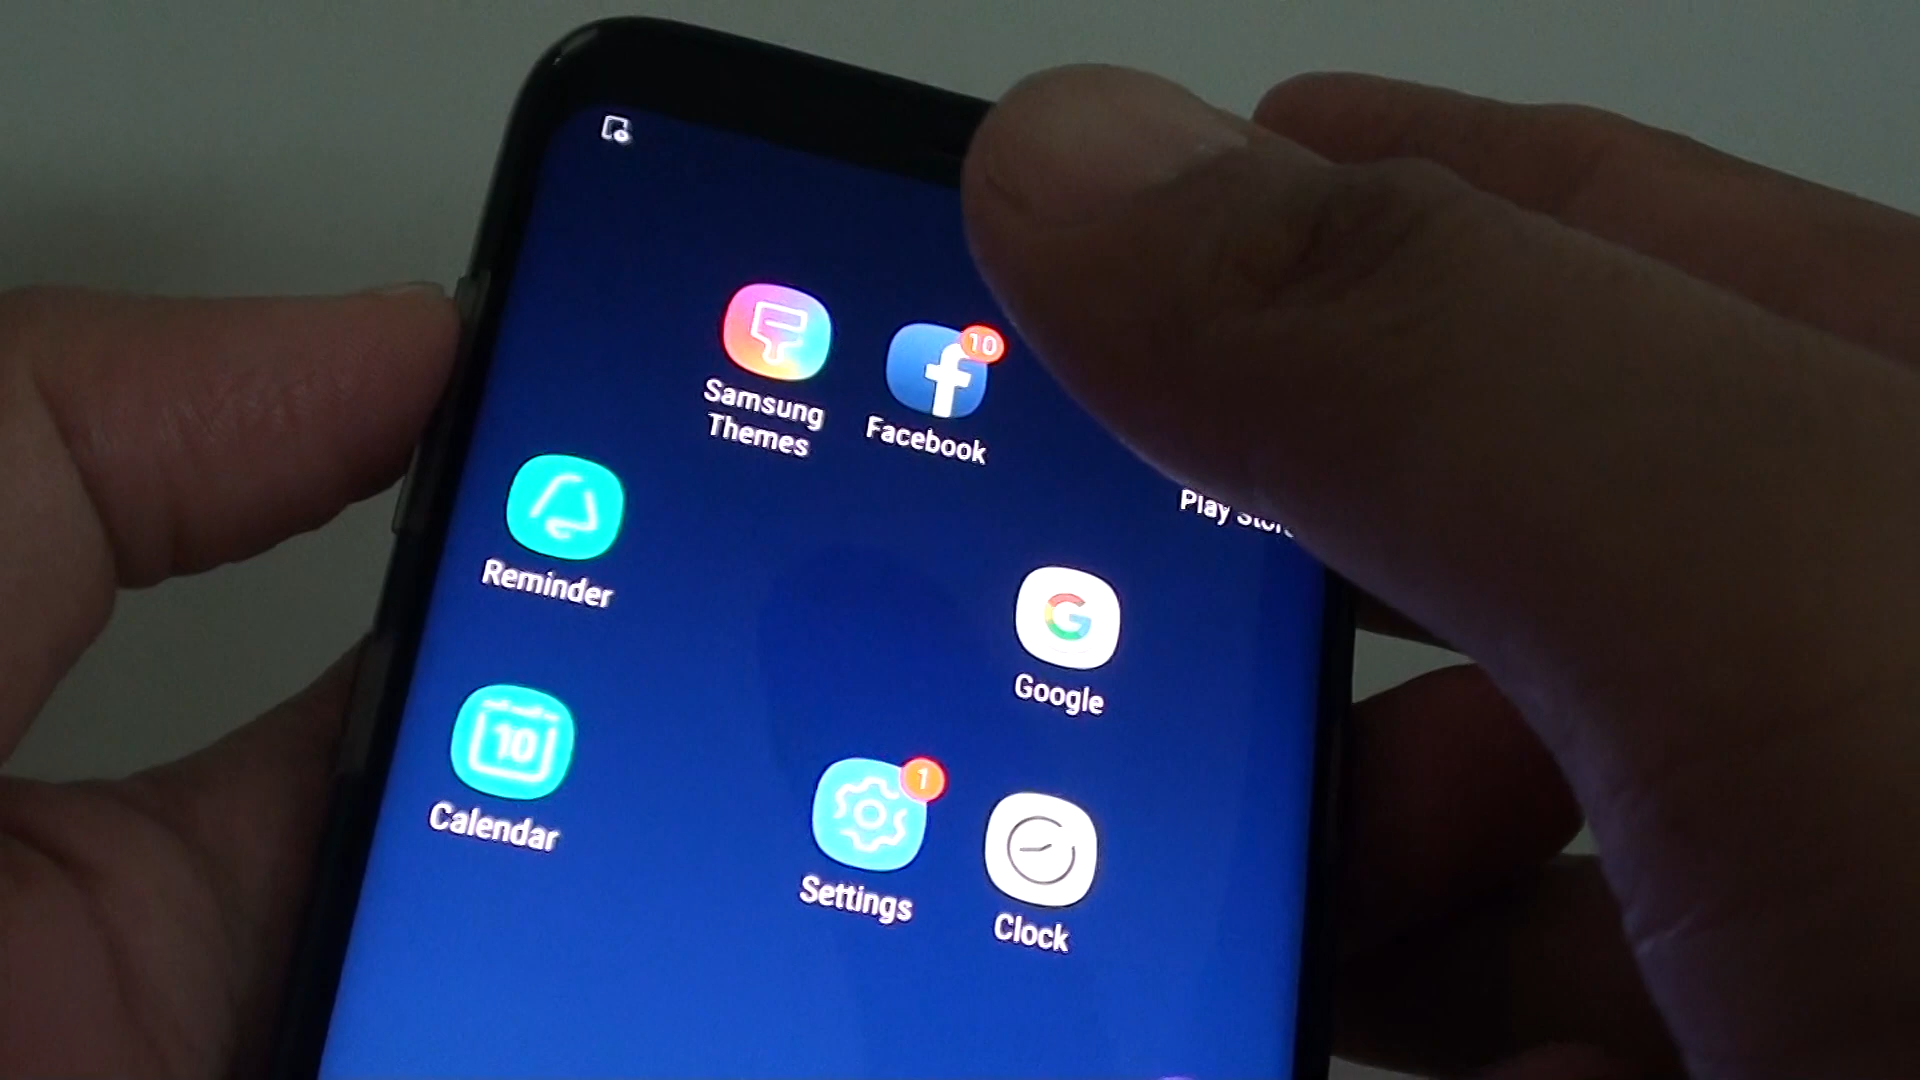 Samsung
Themes
10
Facebook
Play Store
Reminder
G
Google
10
Calendar
1
Settings
Clock